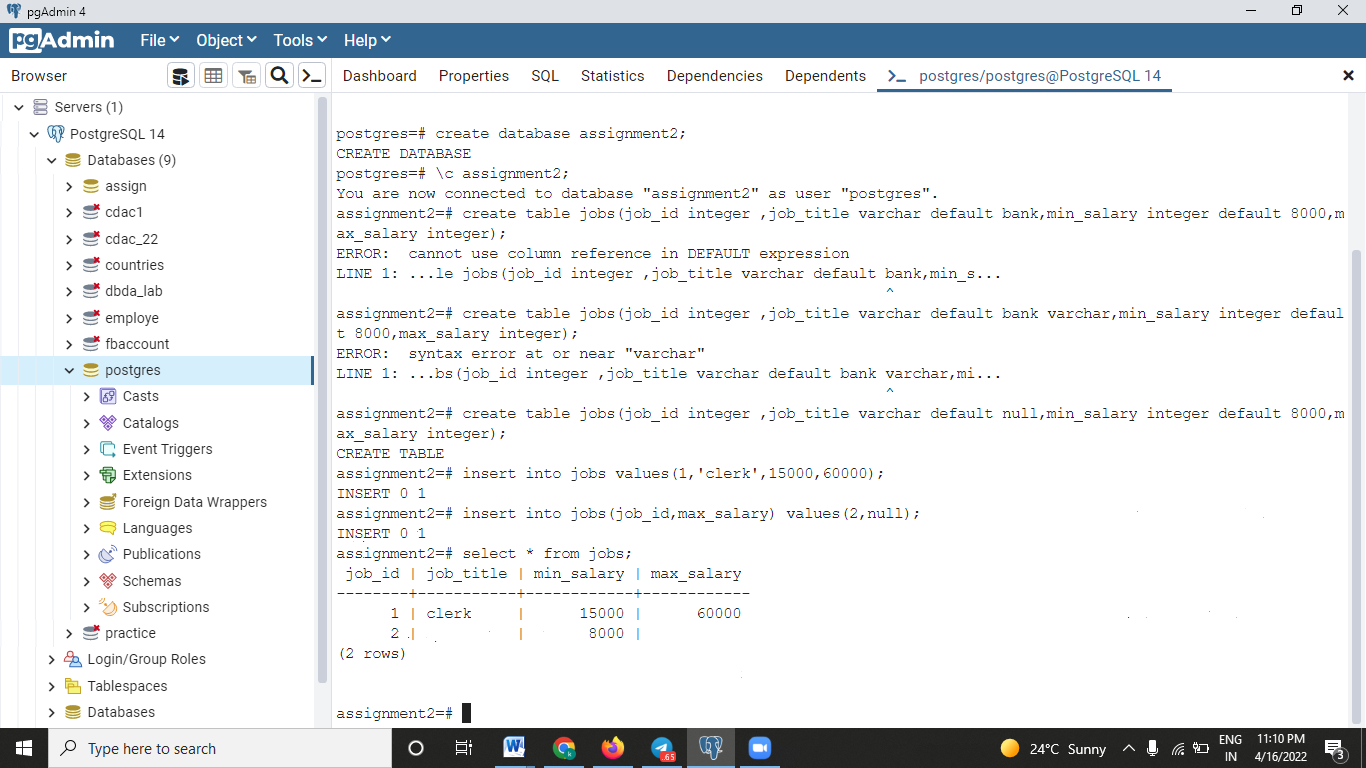 pgAdmin 4
pgAdmin File Object Tools Help
Browser
Dashboard Properties SQL Statistics Dependencies Dependents postgres/postgres@PostgreSQL 14
Servers (1)
PostgreSQL 14
Databases (9)
assign
cdac1
cdac_22
countries
dbda_lab
employe
fbaccount
postgres
Casts
Catalogs
Event Triggers
Extensions
Foreign Data Wrappers
Languages
Publications
Schemas
Subscriptions
practice
Login/Group Roles
Tablespaces
Databases
postgres=# create database assignment2;
CREATE DATABASE
postgres=# \c assignment2;
You are now connected to database "assignment2" as user "postgres".
assignment2=# create table jobs(job_id integer ,job_title varchar default bank,min_salary integer default 8000,m
ax_salary integer);
ERROR:  cannot use column reference in DEFAULT expression
LINE 1: ...le jobs(job_id integer ,job_title varchar default bank,min_s...
^
assignment2=# create table jobs(job_id integer ,job_title varchar default bank varchar,min_salary integer defaul
t 8000,max_salary integer);
ERROR:  syntax error at or near "varchar"
LINE 1: ...bs(job_id integer ,job_title varchar default bank varchar,mi...
^
assignment2=# create table jobs(job_id integer ,job_title varchar default null,min_salary integer default 8000,m
ax_salary integer);
CREATE TABLE
assignment2=# insert into jobs values(1,'clerk',15000,60000);
INSERT 0 1
assignment2=# insert into jobs(job_id,max_salary) values(2,null);
INSERT 0 1
assignment2=# select * from jobs;
job_id | job_title | min_salary | max_salary
--------+-----------+------------+------------
1 | clerk | 15000 | 60000
2 | | 8000 |
(2 rows)
assignment2=#
Type here to search
.65
24°C Sunny
ENG
IN
11:10 PM
4/16/2022
3